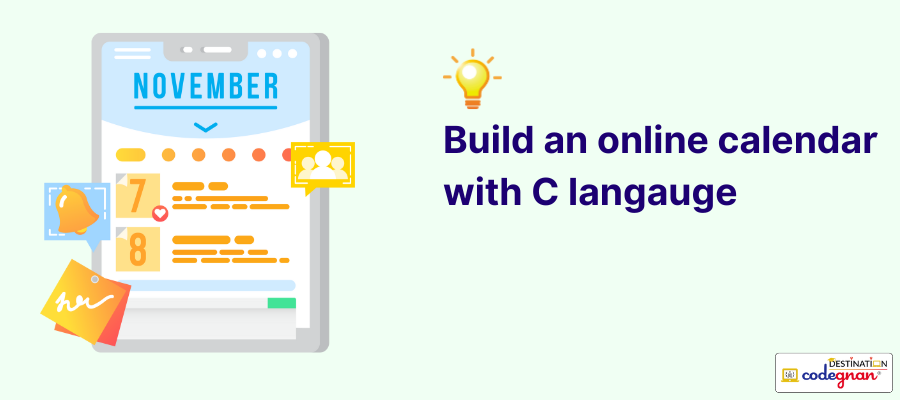 NOVEMBER
7
8
Build an online calendar
with C langauge
DESTINATION
codegnan